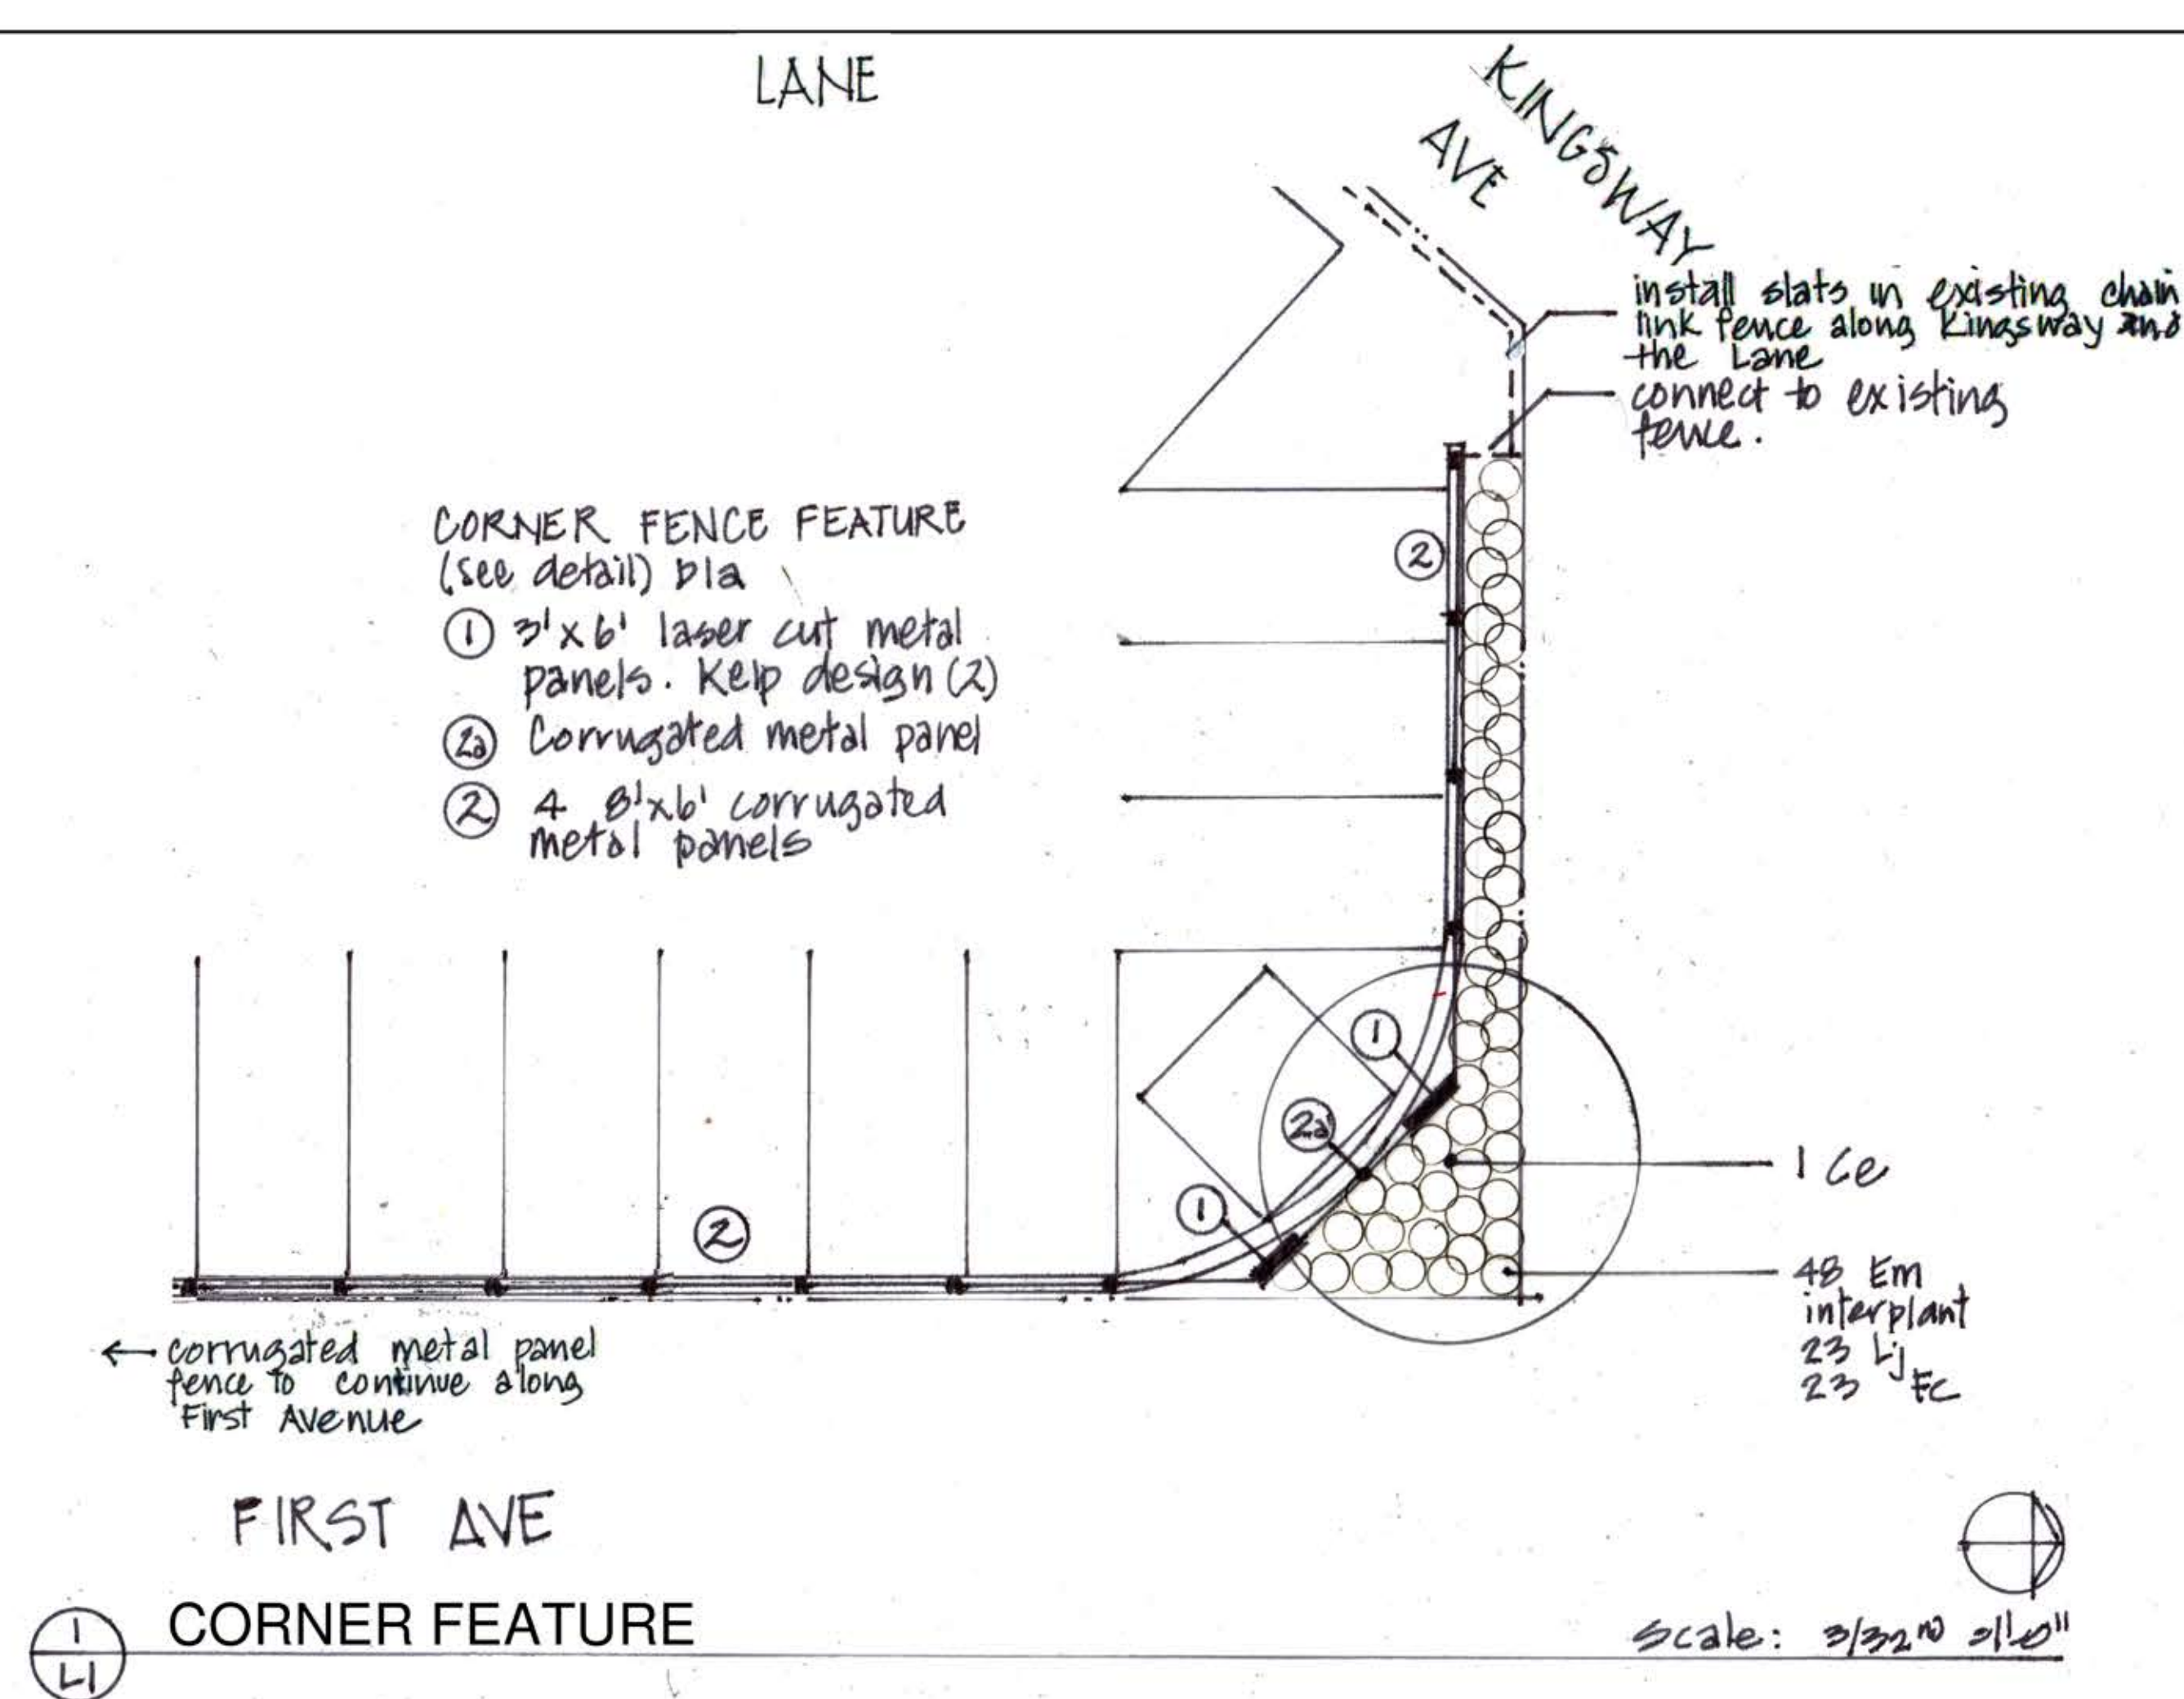 LANE
KINGSWAY
AVE
install slats in existing chain
link fence along Kingsway and
the Lane
connect to existing
fence.
CORNER FENCE FEATURE
(see detail) D1a
1 3'x6' laser cut metal
panels. Kelp design (2)
2a Corrugated metal panel
2 4 8'x6' corrugated
metal panels
2
1
2a
1
2
1 Ce
48 Em
interplant
23 Lj
23 Fc
← corrugated metal panel
fence to continue along
First Avenue
FIRST AVE
1
L1
CORNER FEATURE
Scale: 3/32nd =1'-0"